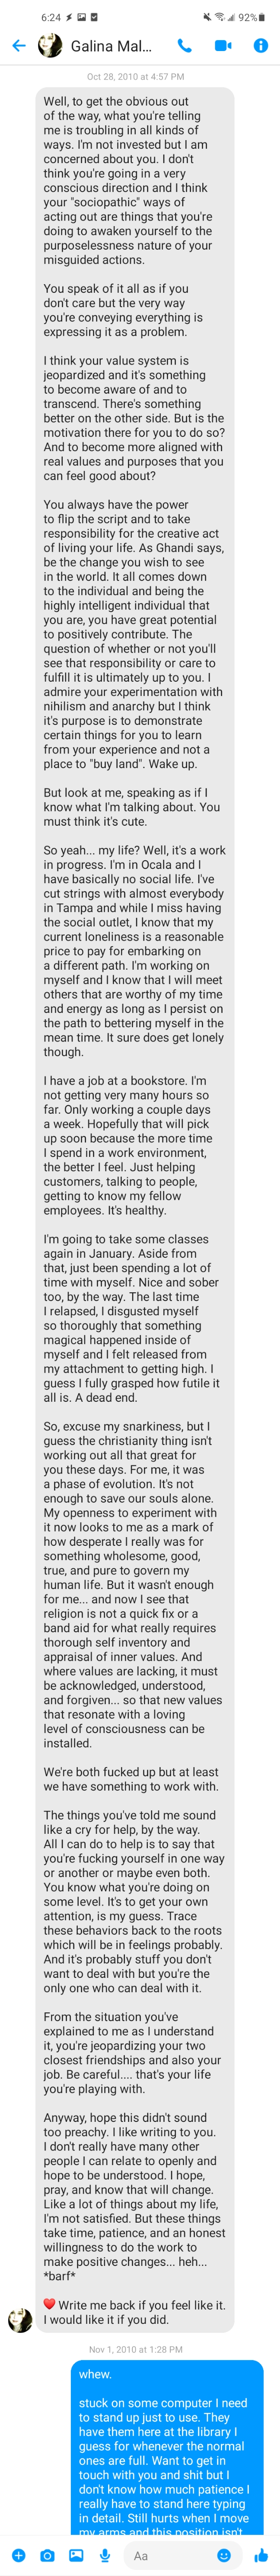 6:24
92%
Galina Mal...
Oct 28, 2010 at 4:57 PM
Well, to get the obvious out
of the way, what you're telling
me is troubling in all kinds of
ways. I'm not invested but I am
concerned about you. I don't
think you're going in a very
conscious direction and I think
your "sociopathic" ways of
acting out are things that you're
doing to awaken yourself to the
purposelessness nature of your
misguided actions.
You speak of it all as if you
don't care but the very way
you're conveying everything is
expressing it as a problem.
I think your value system is
jeopardized and it's something
to become aware of and to
transcend. There's something
better on the other side. But is the
motivation there for you to do so?
And to become more aligned with
real values and purposes that you
can feel good about?
You always have the power
to flip the script and to take
responsibility for the creative act
of living your life. As Ghandi says,
be the change you wish to see
in the world. It all comes down
to the individual and being the
highly intelligent individual that
you are, you have great potential
to positively contribute. The
question of whether or not you'll
see that responsibility or care to
fulfill it is ultimately up to you. I
admire your experimentation with
nihilism and anarchy but I think
it's purpose is to demonstrate
certain things for you to learn
from your experience and not a
place to "buy land". Wake up.
But look at me, speaking as if I
know what I'm talking about. You
must think it's cute.
So yeah... my life? Well, it's a work
in progress. I'm in Ocala and I
have basically no social life. I've
cut strings with almost everybody
in Tampa and while I miss having
the social outlet, I know that my
current loneliness is a reasonable
price to pay for embarking on
a different path. I'm working on
myself and I know that I will meet
others that are worthy of my time
and energy as long as I persist on
the path to bettering myself in the
mean time. It sure does get lonely
though.
I have a job at a bookstore. I'm
not getting very many hours so
far. Only working a couple days
a week. Hopefully that will pick
up soon because the more time
I spend in a work environment,
the better I feel. Just helping
customers, talking to people,
getting to know my fellow
employees. It's healthy.
I'm going to take some classes
again in January. Aside from
that, just been spending a lot of
time with myself. Nice and sober
too, by the way. The last time
I relapsed, I disgusted myself
so thoroughly that something
magical happened inside of
myself and I felt released from
my attachment to getting high. I
guess I fully grasped how futile it
all is. A dead end.
So, excuse my snarkiness, but I
guess the christianity thing isn't
working out all that great for
you these days. For me, it was
a phase of evolution. It's not
enough to save our souls alone.
My openness to experiment with
it now looks to me as a mark of
how desperate I really was for
something wholesome, good,
true, and pure to govern my
human life. But it wasn't enough
for me... and now I see that
religion is not a quick fix or a
band aid for what really requires
thorough self inventory and
appraisal of inner values. And
where values are lacking, it must
be acknowledged, understood,
and forgiven... so that new values
that resonate with a loving
level of consciousness can be
installed.
We're both fucked up but at least
we have something to work with.
The things you've told me sound
like a cry for help, by the way.
All I can do to help is to say that
you're fucking yourself in one way
or another or maybe even both.
You know what you're doing on
some level. It's to get your own
attention, is my guess. Trace
these behaviors back to the roots
which will be in feelings probably.
And it's probably stuff you don't
want to deal with but you're the
only one who can deal with it.
From the situation you've
explained to me as I understand
it, you're jeopardizing your two
closest friendships and also your
job. Be careful.... that's your life
you're playing with.
Anyway, hope this didn't sound
too preachy. I like writing to you.
I don't really have many other
people I can relate to openly and
hope to be understood. I hope,
pray, and know that will change.
Like a lot of things about my life,
I'm not satisfied. But these things
take time, patience, and an honest
willingness to do the work to
make positive changes... heh...
*barf*
❤️ Write me back if you feel like it.
I would like it if you did.
Nov 1, 2010 at 1:28 PM
whew.
stuck on some computer I need
to stand up just to use. They
have them here at the library I
guess for whenever the normal
ones are full. Want to get in
touch with you and shit but I
don't know how much patience I
really have to stand here typing
in detail. Still hurts when I move
my arms and this position isn't
Aa